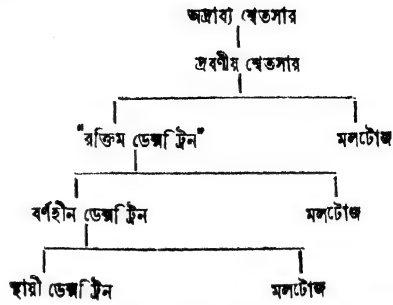 অদ্রাব্য শ্বেতসার
দ্রবণীয় শ্বেতসার
"রক্তিম ডেক্সট্রিন" মলটোজ
বর্ণহীন ডেক্সট্রিন মলটোজ
স্থায়ী ডেক্সট্রিন মলটোজ